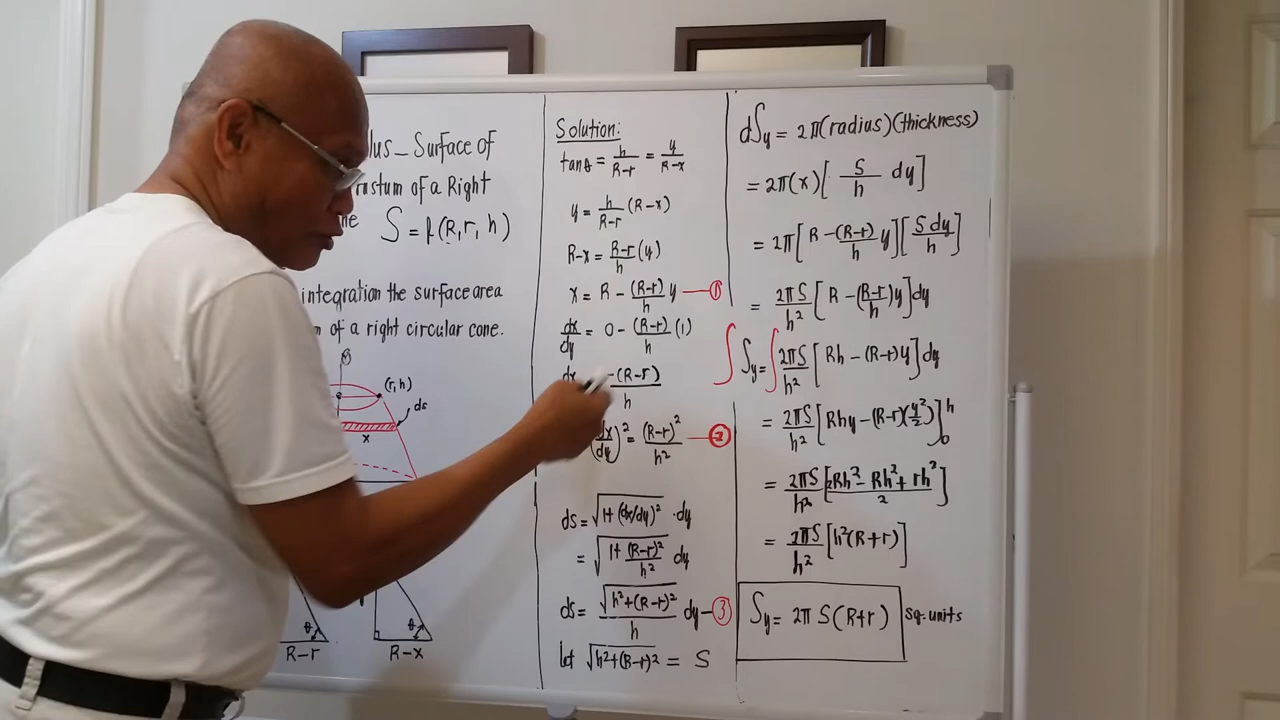 lus – Surface of
rustum of a Right
ne S = f(R, r, h)
integration the surface area
of a right circular cone.
(r, h)
ds
x
θ
θ
R-r
R-x
Solution:
tanθ = h/(R-r) = y/(R-x)
y = h/(R-r) (R-x)
R-x = (R-r)/h (y)
x = R - (R-r)/h y — ①
dx/dy = 0 - (R-r)/h (1)
-(R-r)/h
(dx/dy)² = (R-r)²/h² — ②
ds = √(1+(dx/dy)²) · dy
= √(1+(R-r)²/h²) dy
ds = √(h²+(R-r)²)/h dy — ③
let √(h²+(R-r)²) = S
dSy = 2π(radius)(thickness)
= 2π(x)[S/h dy]
= 2π[R - (R-r)/h y][S dy/h]
= 2πS/h² [R - (R-r)/h y] dy
∫ Sy = ∫ 2πS/h² [Rh - (R-r)y] dy
= 2πS/h² [Rhy - (R-r)(y²/2)]₀ʰ
= 2πS/h² [(2Rh² - Rh² + rh²)/2]
= 2πS/h² [h²(R+r)]
Sy = 2π S(R+r) sq. units